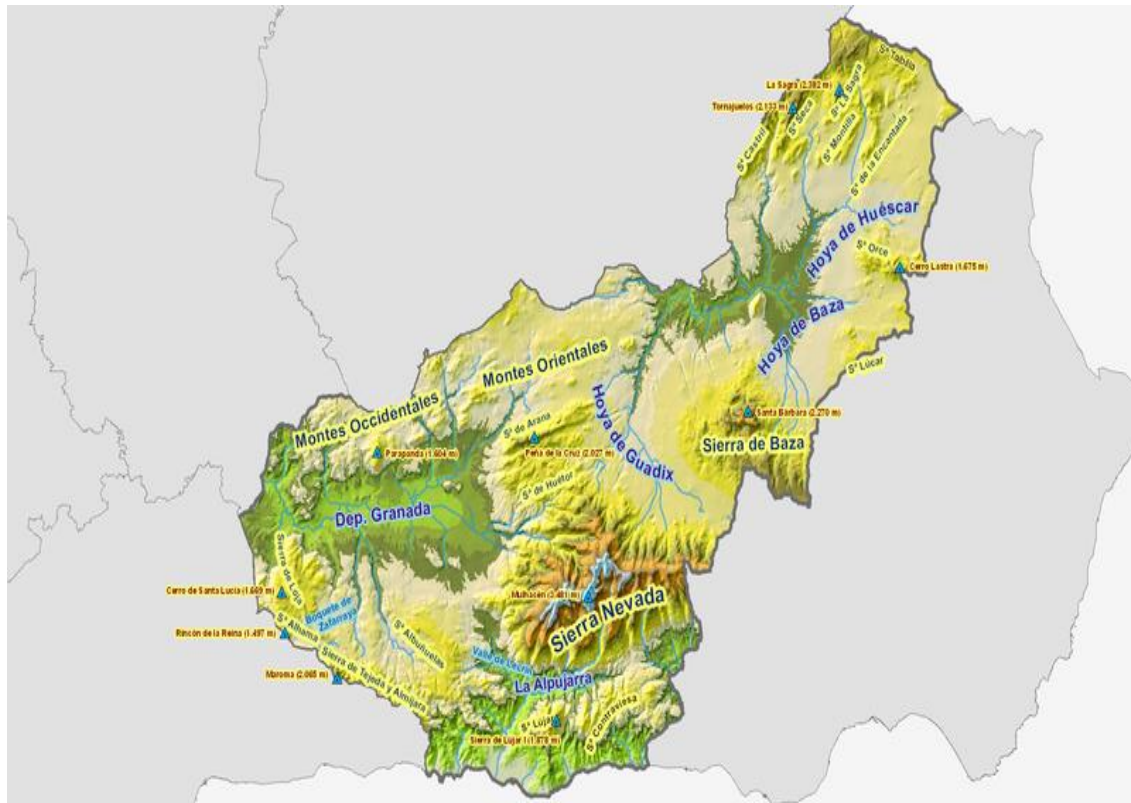 Sª Tabila
La Sagra (2.382 m)
Tornajuelos (2.133 m)
Sª La Sagra
Sª Seca
Sª Montilla
Sª Castril
Sª de la Encantada
Hoya de Huéscar
Sª Orce
Cerro Lastra (1.675 m)
Hoya de Baza
Sª Lúcar
Montes Orientales
Montes Occidentales
Hoya de Guadix
Santa Bárbara (2.270 m)
Sierra de Baza
Sª de Arana
Peña de la Cruz (2.027 m)
Parapanda (1.604 m)
Sª de Huétor
Dep. Granada
Sierra de Loja
Cerro de Santa Lucía (1.669 m)
Mulhacén (3.481 m)
Sierra Nevada
Boquete de
Zafarraya
Sª Alhama
Rincón de la Reina (1.497 m)
Sª Albuñuelas
Sierra de Tejeda y Almijara
Maroma (2.065 m)
Valle de Lecrín
La Alpujarra
Sª Lújar
Sª Contraviesa
Sierra de Lújar I (1.878 m)